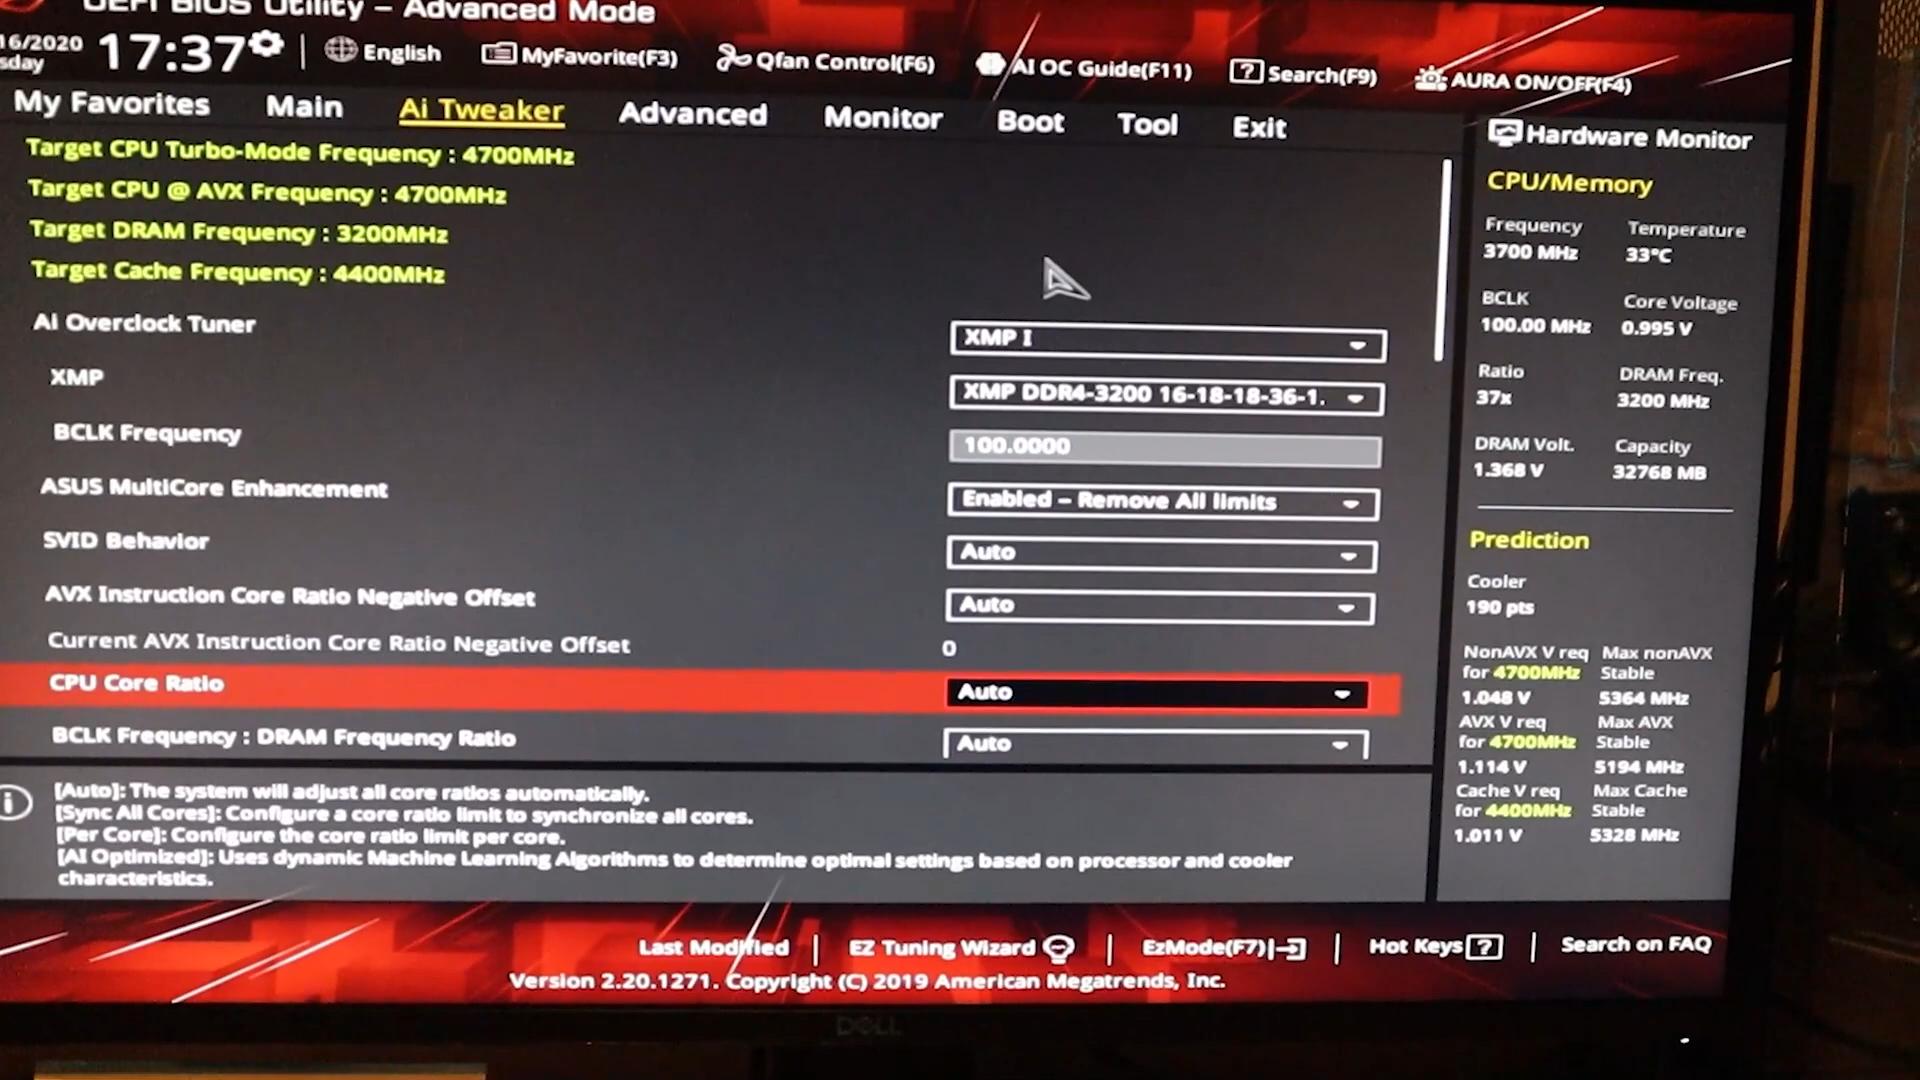 UEFI BIOS Utility – Advanced Mode
16/2020
sday
17:37
English
MyFavorite(F3)
Qfan Control(F6)
AI OC Guide(F11)
Search(F9)
AURA ON/OFF(F4)
My Favorites
Main
Ai Tweaker
Advanced
Monitor
Boot
Tool
Exit
Target CPU Turbo-Mode Frequency : 4700MHz
Target CPU @ AVX Frequency : 4700MHz
Target DRAM Frequency : 3200MHz
Target Cache Frequency : 4400MHz
Ai Overclock Tuner
XMP I
XMP
XMP DDR4-3200 16-18-18-36-1.
BCLK Frequency
100.0000
ASUS MultiCore Enhancement
Enabled – Remove All limits
SVID Behavior
Auto
AVX Instruction Core Ratio Negative Offset
Auto
Current AVX Instruction Core Ratio Negative Offset
0
CPU Core Ratio
Auto
BCLK Frequency : DRAM Frequency Ratio
Auto
[Auto]: The system will adjust all core ratios automatically.
[Sync All Cores]: Configure a core ratio limit to synchronize all cores.
[Per Core]: Configure the core ratio limit per core.
[AI Optimized]: Uses dynamic Machine Learning Algorithms to determine optimal settings based on processor and cooler
characteristics.
Hardware Monitor
CPU/Memory
Frequency Temperature
3700 MHz 33°C
BCLK Core Voltage
100.00 MHz 0.995 V
Ratio DRAM Freq.
37x 3200 MHz
DRAM Volt. Capacity
1.368 V 32768 MB
Prediction
Cooler
190 pts
NonAVX V req Max nonAVX
for 4700MHz Stable
1.048 V 5364 MHz
AVX V req Max AVX
for 4700MHz Stable
1.114 V 5194 MHz
Cache V req Max Cache
for 4400MHz Stable
1.011 V 5328 MHz
Last Modified
EZ Tuning Wizard
EzMode(F7)
Hot Keys ?
Search on FAQ
Version 2.20.1271. Copyright (C) 2019 American Megatrends, Inc.
DELL